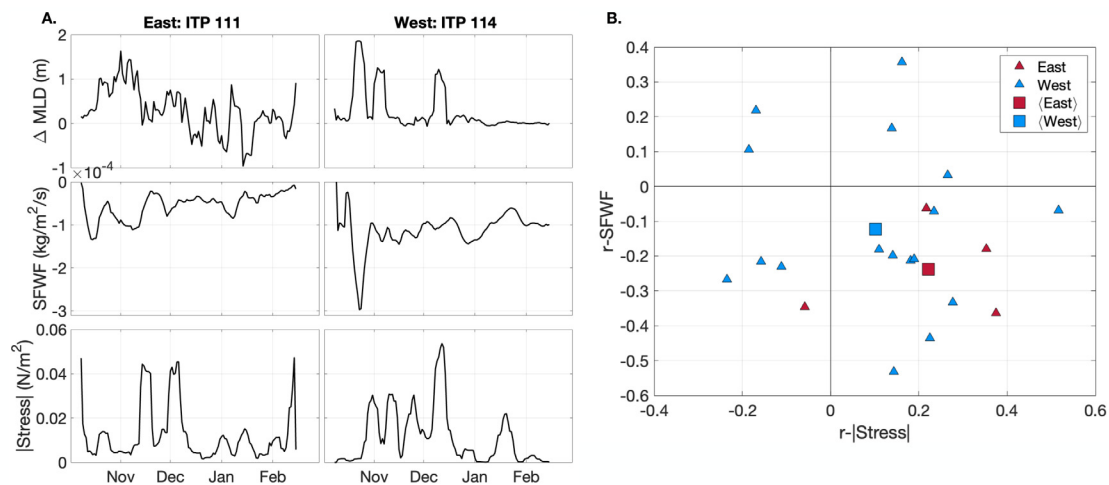 A.
East: ITP 111
West: ITP 114
Δ MLD (m)
2
1
0
-1
×10⁻⁴
SFWF (kg/m²/s)
0
-1
-2
-3
|Stress| (N/m²)
0.06
0.04
0.02
0
Nov Dec Jan Feb
Nov Dec Jan Feb
B.
r-SFWF
0.4
0.3
0.2
0.1
0
-0.1
-0.2
-0.3
-0.4
-0.5
-0.6
East
West
⟨East⟩
⟨West⟩
-0.4 -0.2 0 0.2 0.4 0.6
r-|Stress|